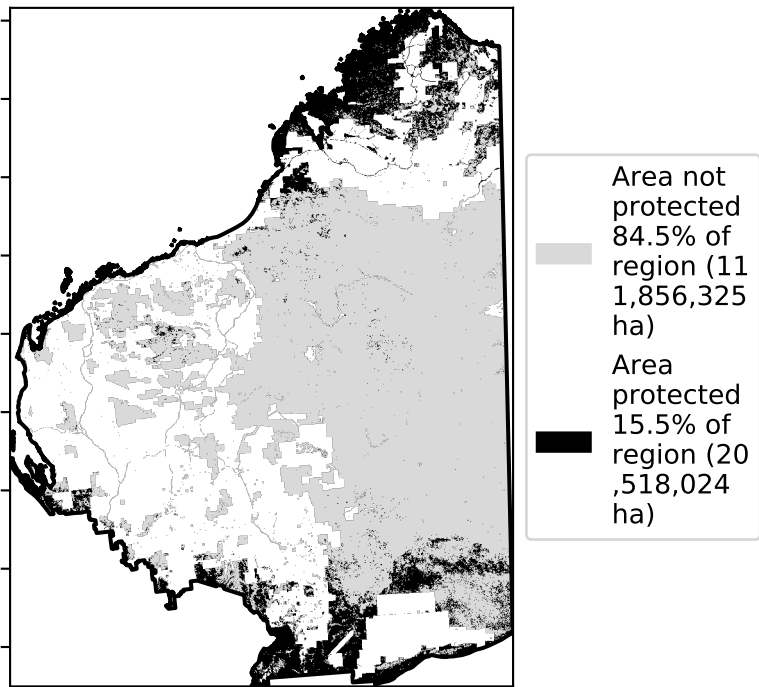 Area not
protected
84.5% of
region (11
1,856,325
ha)
Area
protected
15.5% of
region (20
,518,024
ha)